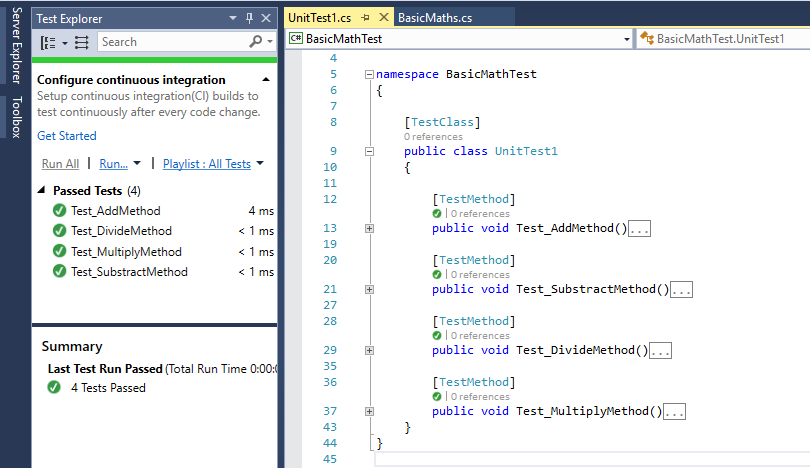 Server Explorer
Toolbox
Test Explorer
Search
Configure continuous integration
Setup continuous integration(CI) builds to
test continuously after every code change.
Get Started
Run All | Run... | Playlist : All Tests
Passed Tests (4)
Test_AddMethod 4 ms
Test_DivideMethod < 1 ms
Test_MultiplyMethod < 1 ms
Test_SubstractMethod < 1 ms
Summary
Last Test Run Passed (Total Run Time 0:00:0
4 Tests Passed
UnitTest1.cs BasicMaths.cs
C# BasicMathTest BasicMathTest.UnitTest1
4
5 namespace BasicMathTest
6 {
7
8 [TestClass]
0 references
9 public class UnitTest1
10 {
11
12 [TestMethod]
| 0 references
13 public void Test_AddMethod()...
19
20 [TestMethod]
| 0 references
21 public void Test_SubstractMethod()...
27
28 [TestMethod]
| 0 references
29 public void Test_DivideMethod()...
35
36 [TestMethod]
| 0 references
37 public void Test_MultiplyMethod()...
43 }
44 }
45